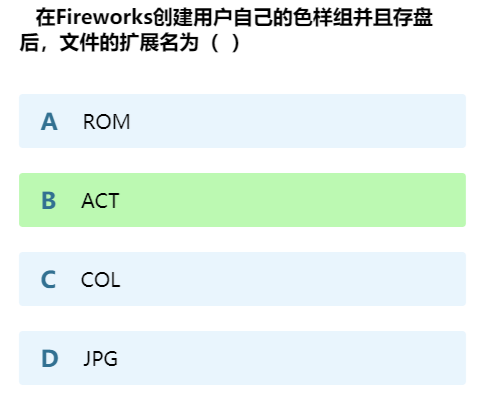 在Fireworks创建用户自己的色样组并且存盘
后，文件的扩展名为（  ）
A ROM
B ACT
C COL
D JPG